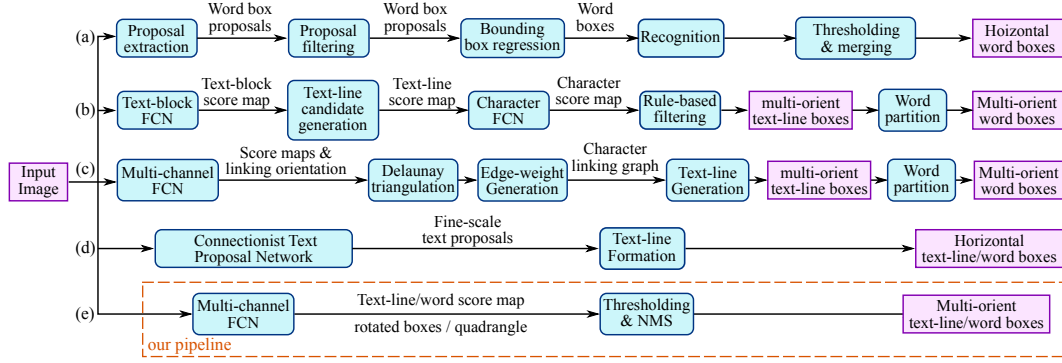 Input
Image
(a)
Proposal
extraction
Word box
proposals
Proposal
filtering
Word box
proposals
Bounding
box regression
Word
boxes
Recognition
Thresholding
& merging
Hoizontal
word boxes
(b)
Text-block
FCN
Text-block
score map
Text-line
candidate
generation
Text-line
score map
Character
FCN
Character
score map
Rule-based
filtering
multi-orient
text-line boxes
Word
partition
Multi-orient
word boxes
(c)
Multi-channel
FCN
Score maps &
linking orientation
Delaunay
triangulation
Edge-weight
Generation
Character
linking graph
Text-line
Generation
multi-orient
text-line boxes
Word
partition
Multi-orient
word boxes
(d)
Connectionist Text
Proposal Network
Fine-scale
text proposals
Text-line
Formation
Horizontal
text-line/word boxes
(e)
Multi-channel
FCN
Text-line/word score map
rotated boxes / quadrangle
Thresholding
& NMS
Multi-orient
text-line/word boxes
our pipeline